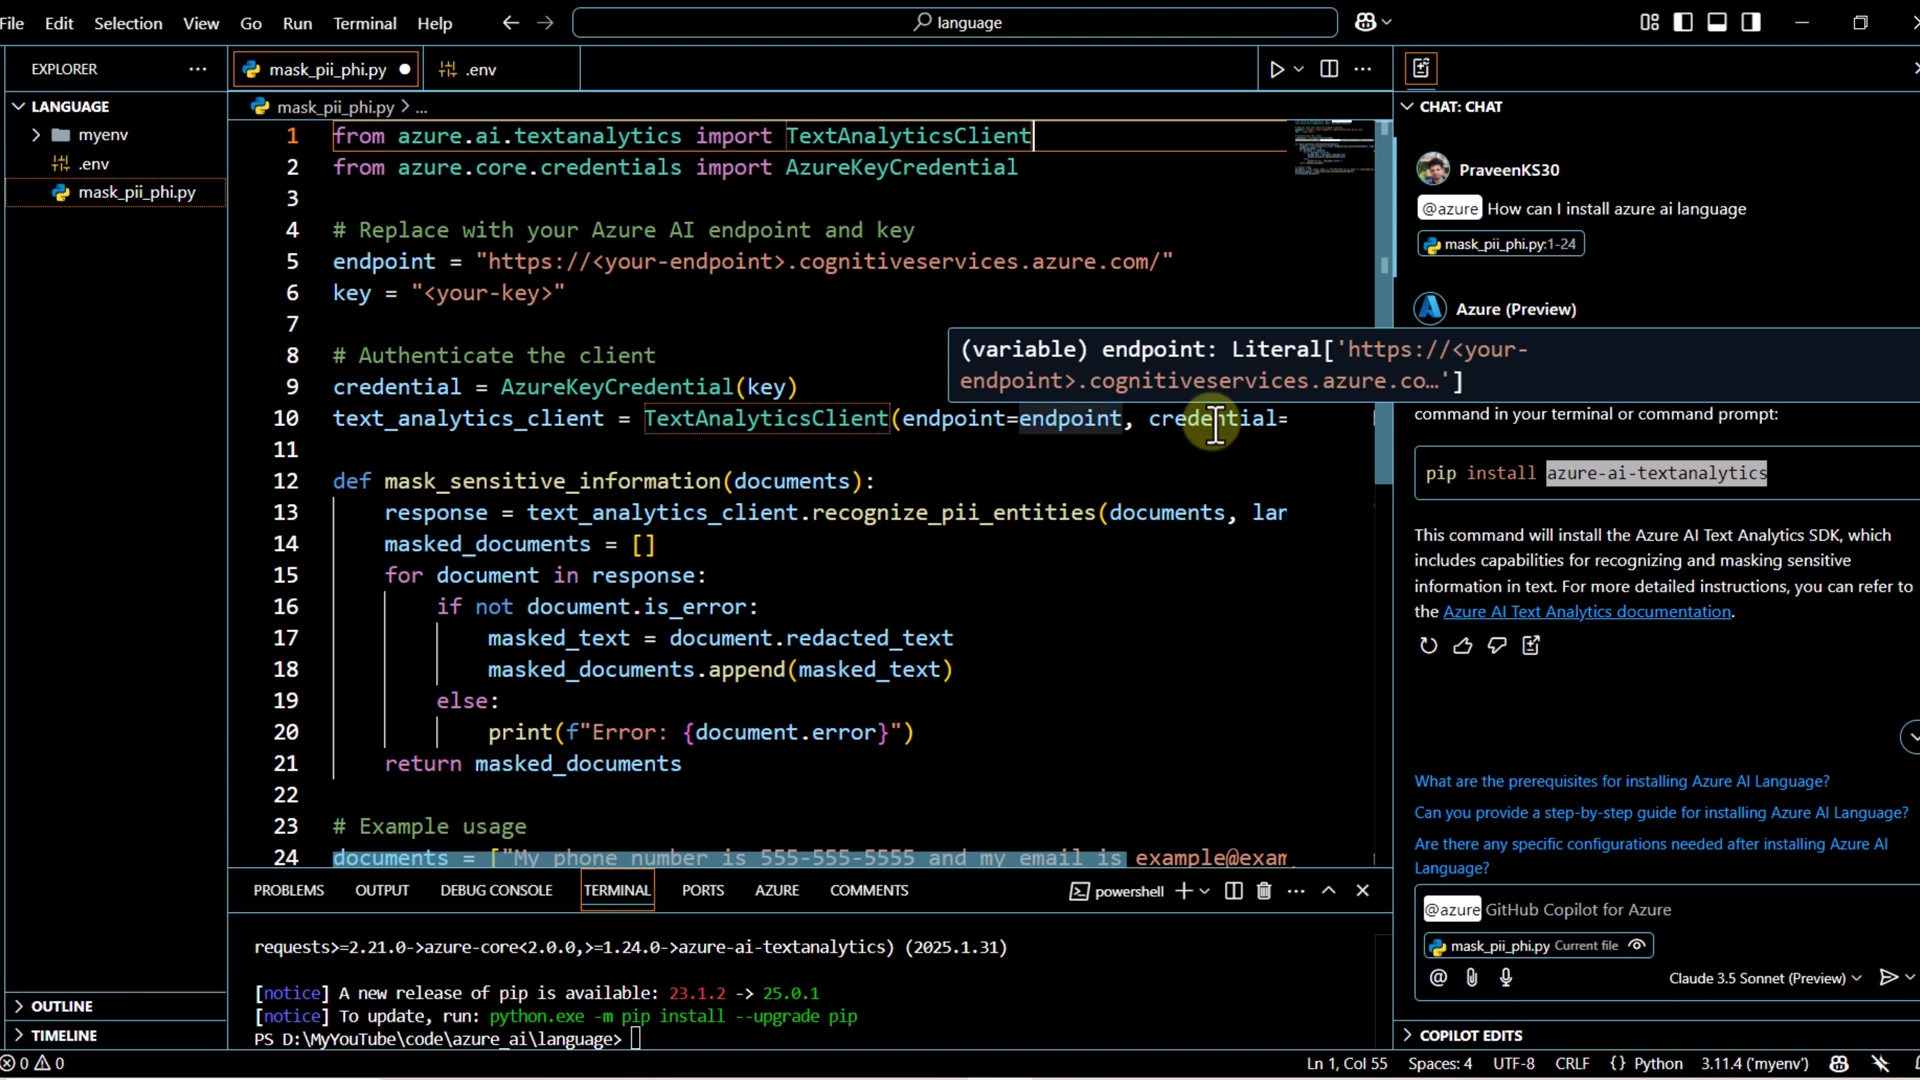 File Edit Selection View Go Run Terminal Help
language
EXPLORER
LANGUAGE
myenv
.env
mask_pii_phi.py
OUTLINE
TIMELINE
mask_pii_phi.py
.env
mask_pii_phi.py > ...
1 from azure.ai.textanalytics import TextAnalyticsClient
2 from azure.core.credentials import AzureKeyCredential
3
4 # Replace with your Azure AI endpoint and key
5 endpoint = "https://<your-endpoint>.cognitiveservices.azure.com/"
6 key = "<your-key>"
7
8 # Authenticate the client
9 credential = AzureKeyCredential(key)
10 text_analytics_client = TextAnalyticsClient(endpoint=endpoint, credential=
11
12 def mask_sensitive_information(documents):
13 response = text_analytics_client.recognize_pii_entities(documents, lan
14 masked_documents = []
15 for document in response:
16 if not document.is_error:
17 masked_text = document.redacted_text
18 masked_documents.append(masked_text)
19 else:
20 print(f"Error: {document.error}")
21 return masked_documents
22
23 # Example usage
24 documents = ["My phone number is 555-555-5555 and my email is example@exam
(variable) endpoint: Literal['https://<your-
endpoint>.cognitiveservices.azure.co…']
PROBLEMS OUTPUT DEBUG CONSOLE TERMINAL PORTS AZURE COMMENTS
powershell
requests>=2.21.0->azure-core<2.0.0,>=1.24.0->azure-ai-textanalytics) (2025.1.31)
[notice] A new release of pip is available: 23.1.2 -> 25.0.1
[notice] To update, run: python.exe -m pip install --upgrade pip
PS D:\MyYouTube\code\azure_ai\language>
CHAT: CHAT
PraveenKS30
@azure How can I install azure ai language
mask_pii_phi.py:1-24
Azure (Preview)
command in your terminal or command prompt:
pip install azure-ai-textanalytics
This command will install the Azure AI Text Analytics SDK, which
includes capabilities for recognizing and masking sensitive
information in text. For more detailed instructions, you can refer to
the Azure AI Text Analytics documentation.
What are the prerequisites for installing Azure AI Language?
Can you provide a step-by-step guide for installing Azure AI Language?
Are there any specific configurations needed after installing Azure AI
Language?
@azure GitHub Copilot for Azure
mask_pii_phi.py Current file
Claude 3.5 Sonnet (Preview)
COPILOT EDITS
0 0
Ln 1, Col 55 Spaces: 4 UTF-8 CRLF {} Python 3.11.4 ('myenv')